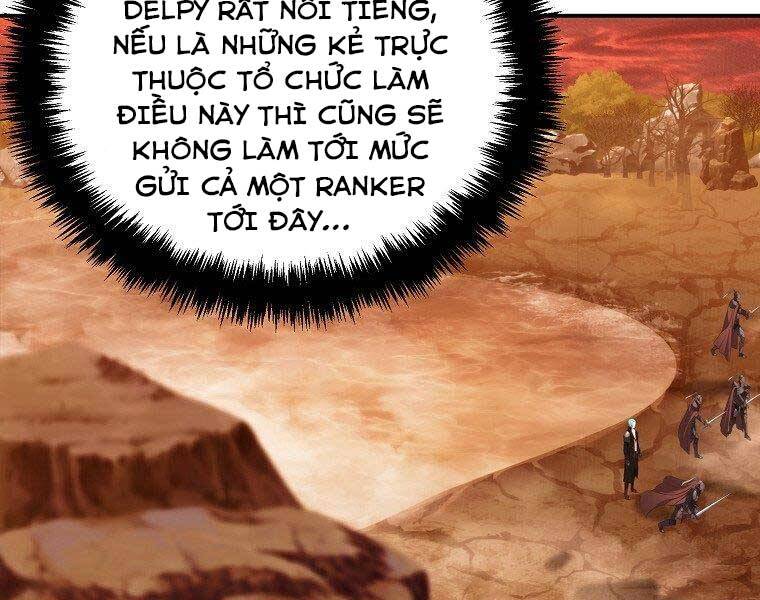 DELPY RẤT NỔI TIẾNG,
NẾU LÀ NHỮNG KẺ TRỰC
THUỘC TỔ CHỨC LÀM
ĐIỀU NÀY THÌ CŨNG SẼ
KHÔNG LÀM TỚI MỨC
GỬI CẢ MỘT RANKER
TỚI ĐÂY...